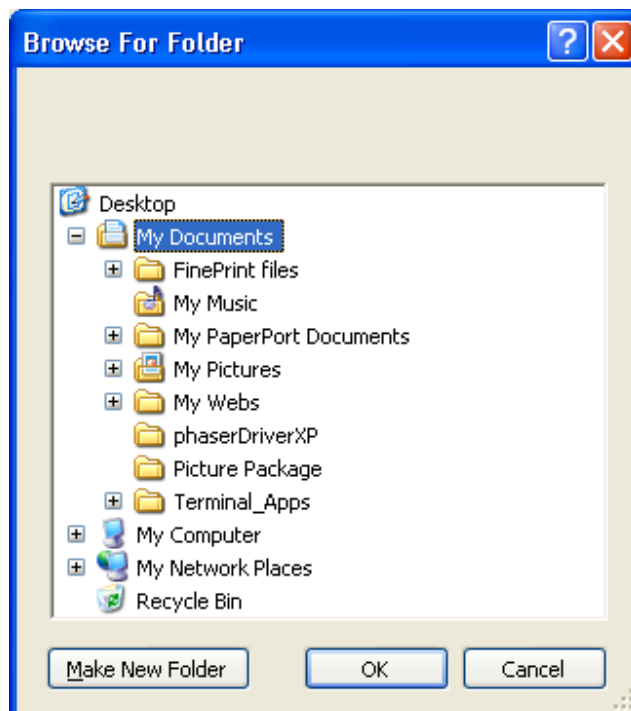 Browse For Folder
Desktop
My Documents
FinePrint files
My Music
My PaperPort Documents
My Pictures
My Webs
phaserDriverXP
Picture Package
Terminal_Apps
My Computer
My Network Places
Recycle Bin
Make New Folder OK Cancel